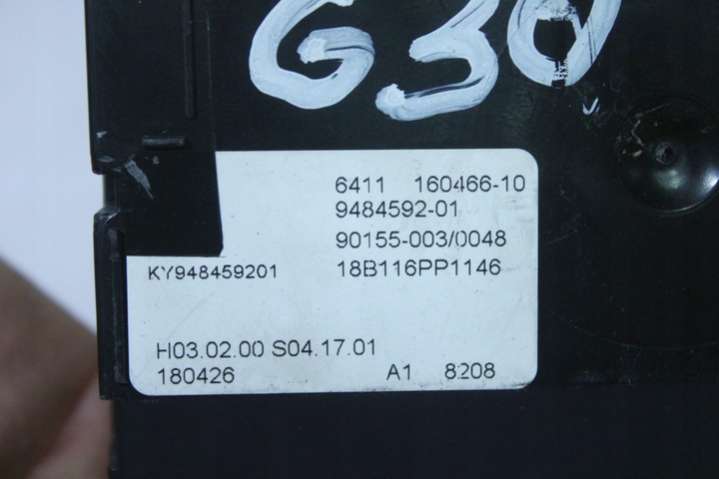 G30
6411 160466-10
9484592-01
90155-003/0048
KY948459201 18B116PP1146
H03.02.00 S04.17.01
180426 A1 8208